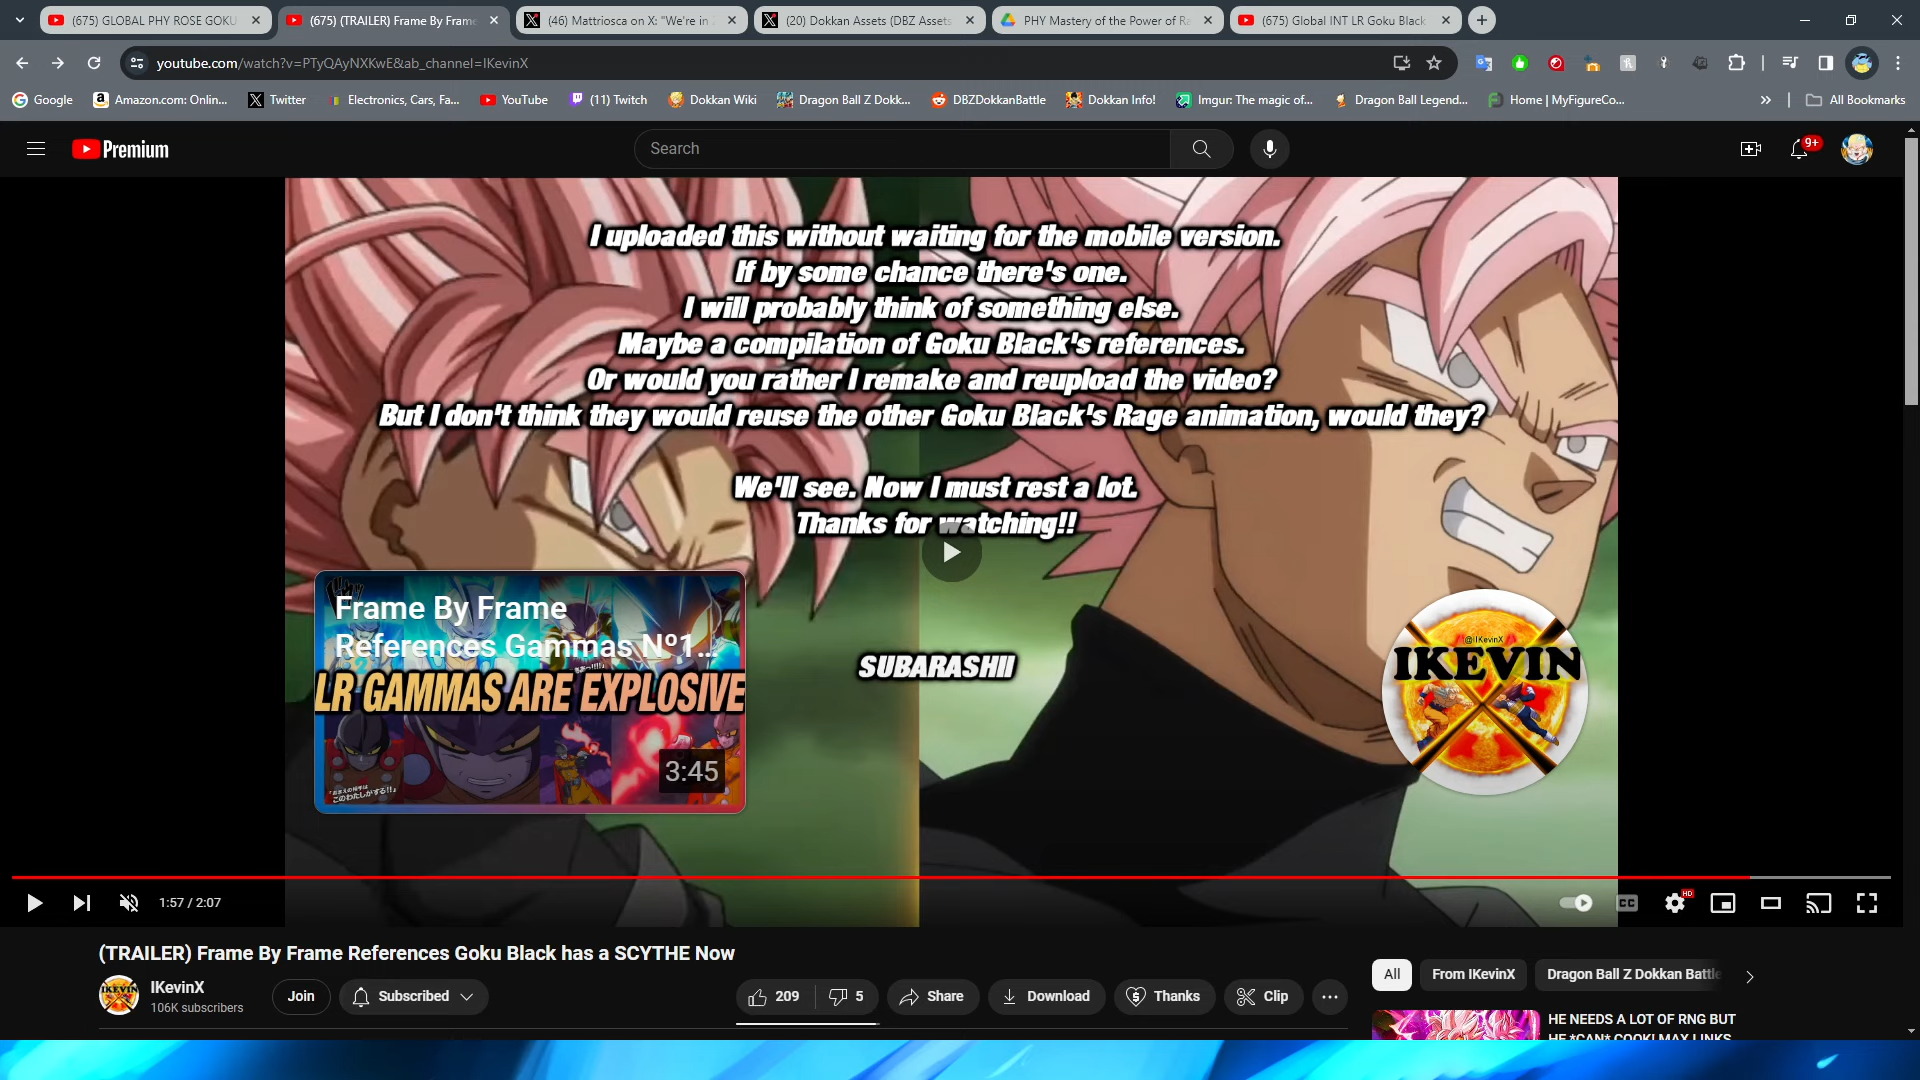 (675) GLOBAL PHY ROSE GOKU
(675) (TRAILER) Frame By Frame
(46) Mattriosca on X: "We're in
(20) Dokkan Assets (DBZ Assets
PHY Mastery of the Power of Ra
(675) Global INT LR Goku Black
youtube.com/watch?v=PTyQAyNXKwE&ab_channel=IKevinX
Google
Amazon.com: Onlin...
Twitter
Electronics, Cars, Fa...
YouTube
(11) Twitch
Dokkan Wiki
Dragon Ball Z Dokk...
DBZDokkanBattle
Dokkan Info!
Imgur: The magic of...
Dragon Ball Legend...
Home | MyFigureCo...
All Bookmarks
Premium
Search
9+
I uploaded this without waiting for the mobile version.
If by some chance there's one.
I will probably think of something else.
Maybe a compilation of Goku Black's references.
Or would you rather I remake and reupload the video?
But I don't think they would reuse the other Goku Black's Rage animation, would they?
We'll see. Now I must rest a lot.
Thanks for watching!!
Frame By Frame
References Gammas Nº1...
LR GAMMAS ARE EXPLOSIVE
3:45
SUBARASHII
@IIKevinX
IKEVIN
1:57 / 2:07
CC
HD
(TRAILER) Frame By Frame References Goku Black has a SCYTHE Now
IKevinX
106K subscribers
Join
Subscribed
209
5
Share
Download
Thanks
Clip
All
From IKevinX
Dragon Ball Z Dokkan Battle
HE NEEDS A LOT OF RNG BUT
HE *CAN* COOK! MAX LINKS